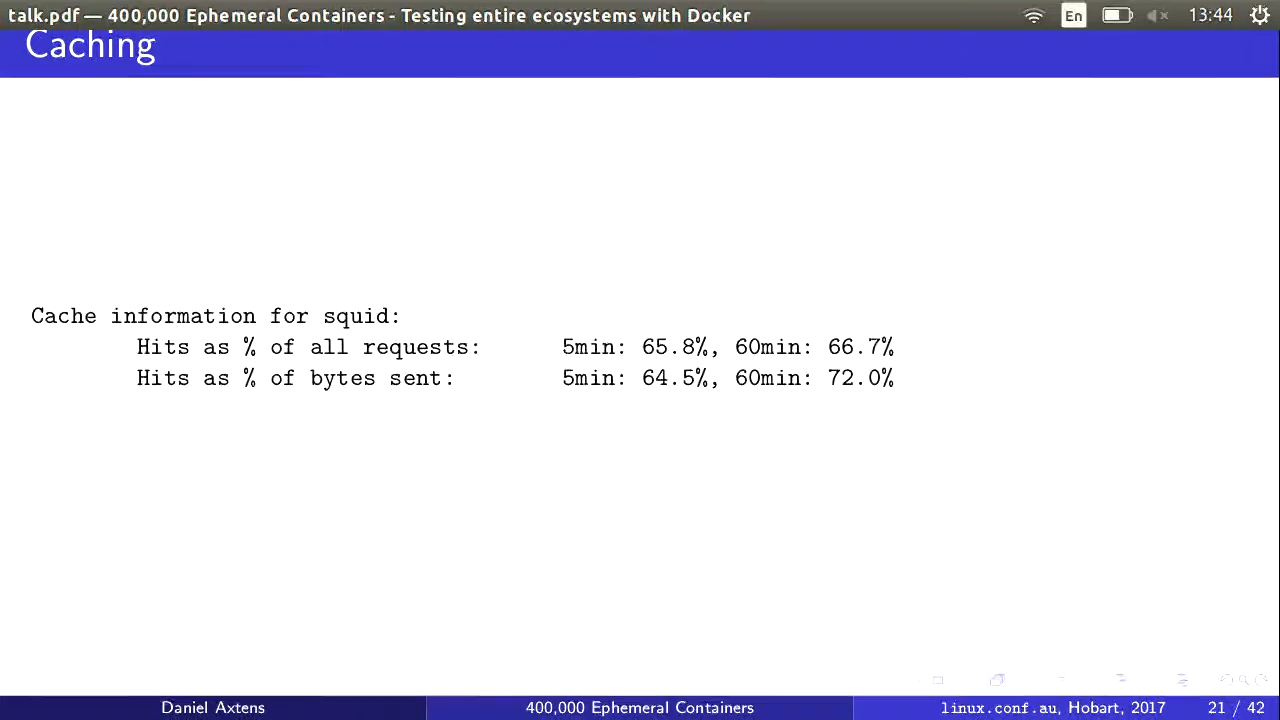 talk.pdf — 400,000 Ephemeral Containers - Testing entire ecosystems with Docker En 13:44
Caching
Cache information for squid:
Hits as % of all requests: 5min: 65.8%, 60min: 66.7%
Hits as % of bytes sent: 5min: 64.5%, 60min: 72.0%
Daniel Axtens 400,000 Ephemeral Containers linux.conf.au, Hobart, 2017 21 / 42